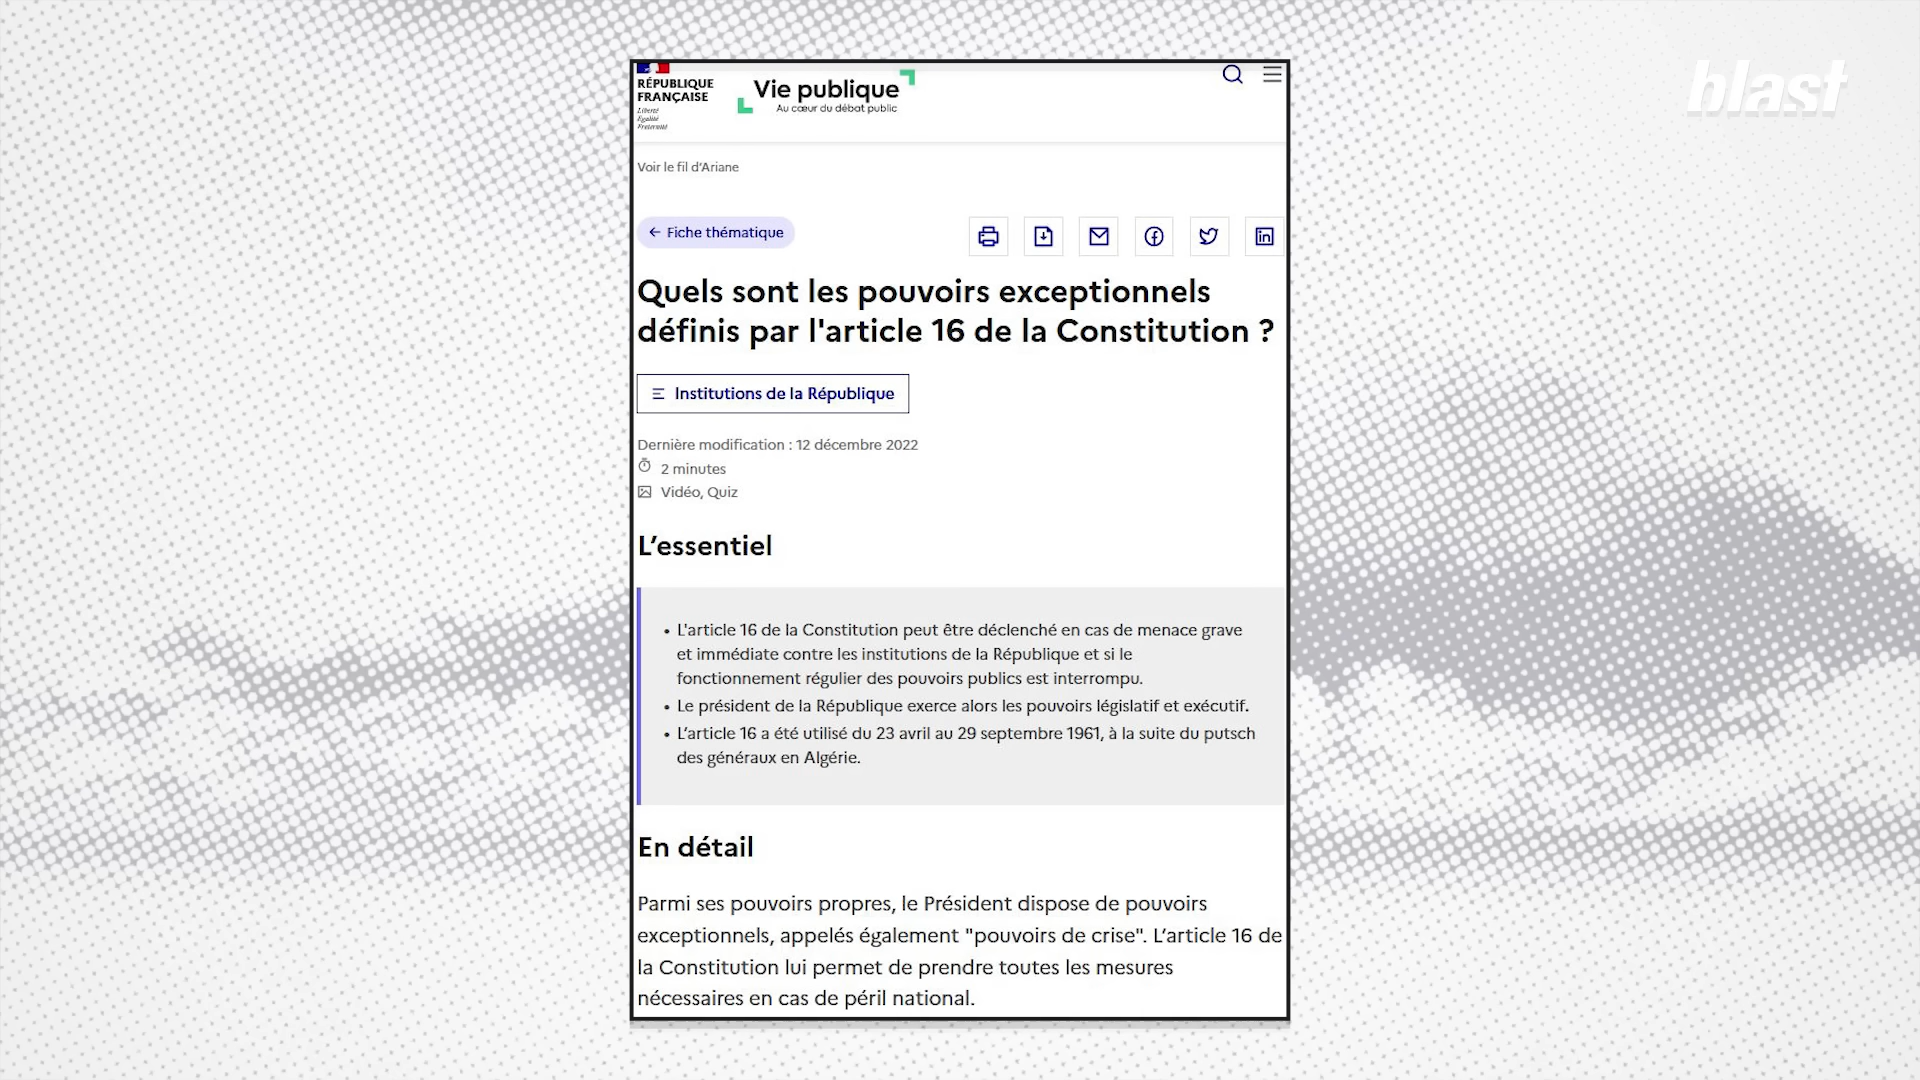 blast
RÉPUBLIQUE
FRANÇAISE
Liberté
Égalité
Fraternité
Vie publique
Au cœur du débat public
Voir le fil d’Ariane
← Fiche thématique
Quels sont les pouvoirs exceptionnels
définis par l'article 16 de la Constitution ?
Institutions de la République
Dernière modification : 12 décembre 2022
2 minutes
Vidéo, Quiz
L’essentiel
• L'article 16 de la Constitution peut être déclenché en cas de menace grave
et immédiate contre les institutions de la République et si le
fonctionnement régulier des pouvoirs publics est interrompu.
• Le président de la République exerce alors les pouvoirs législatif et exécutif.
• L’article 16 a été utilisé du 23 avril au 29 septembre 1961, à la suite du putsch
des généraux en Algérie.
En détail
Parmi ses pouvoirs propres, le Président dispose de pouvoirs
exceptionnels, appelés également "pouvoirs de crise". L’article 16 de
la Constitution lui permet de prendre toutes les mesures
nécessaires en cas de péril national.